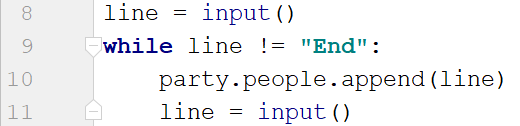 8 line = input()
9 while line != "End":
10     party.people.append(line)
11     line = input()